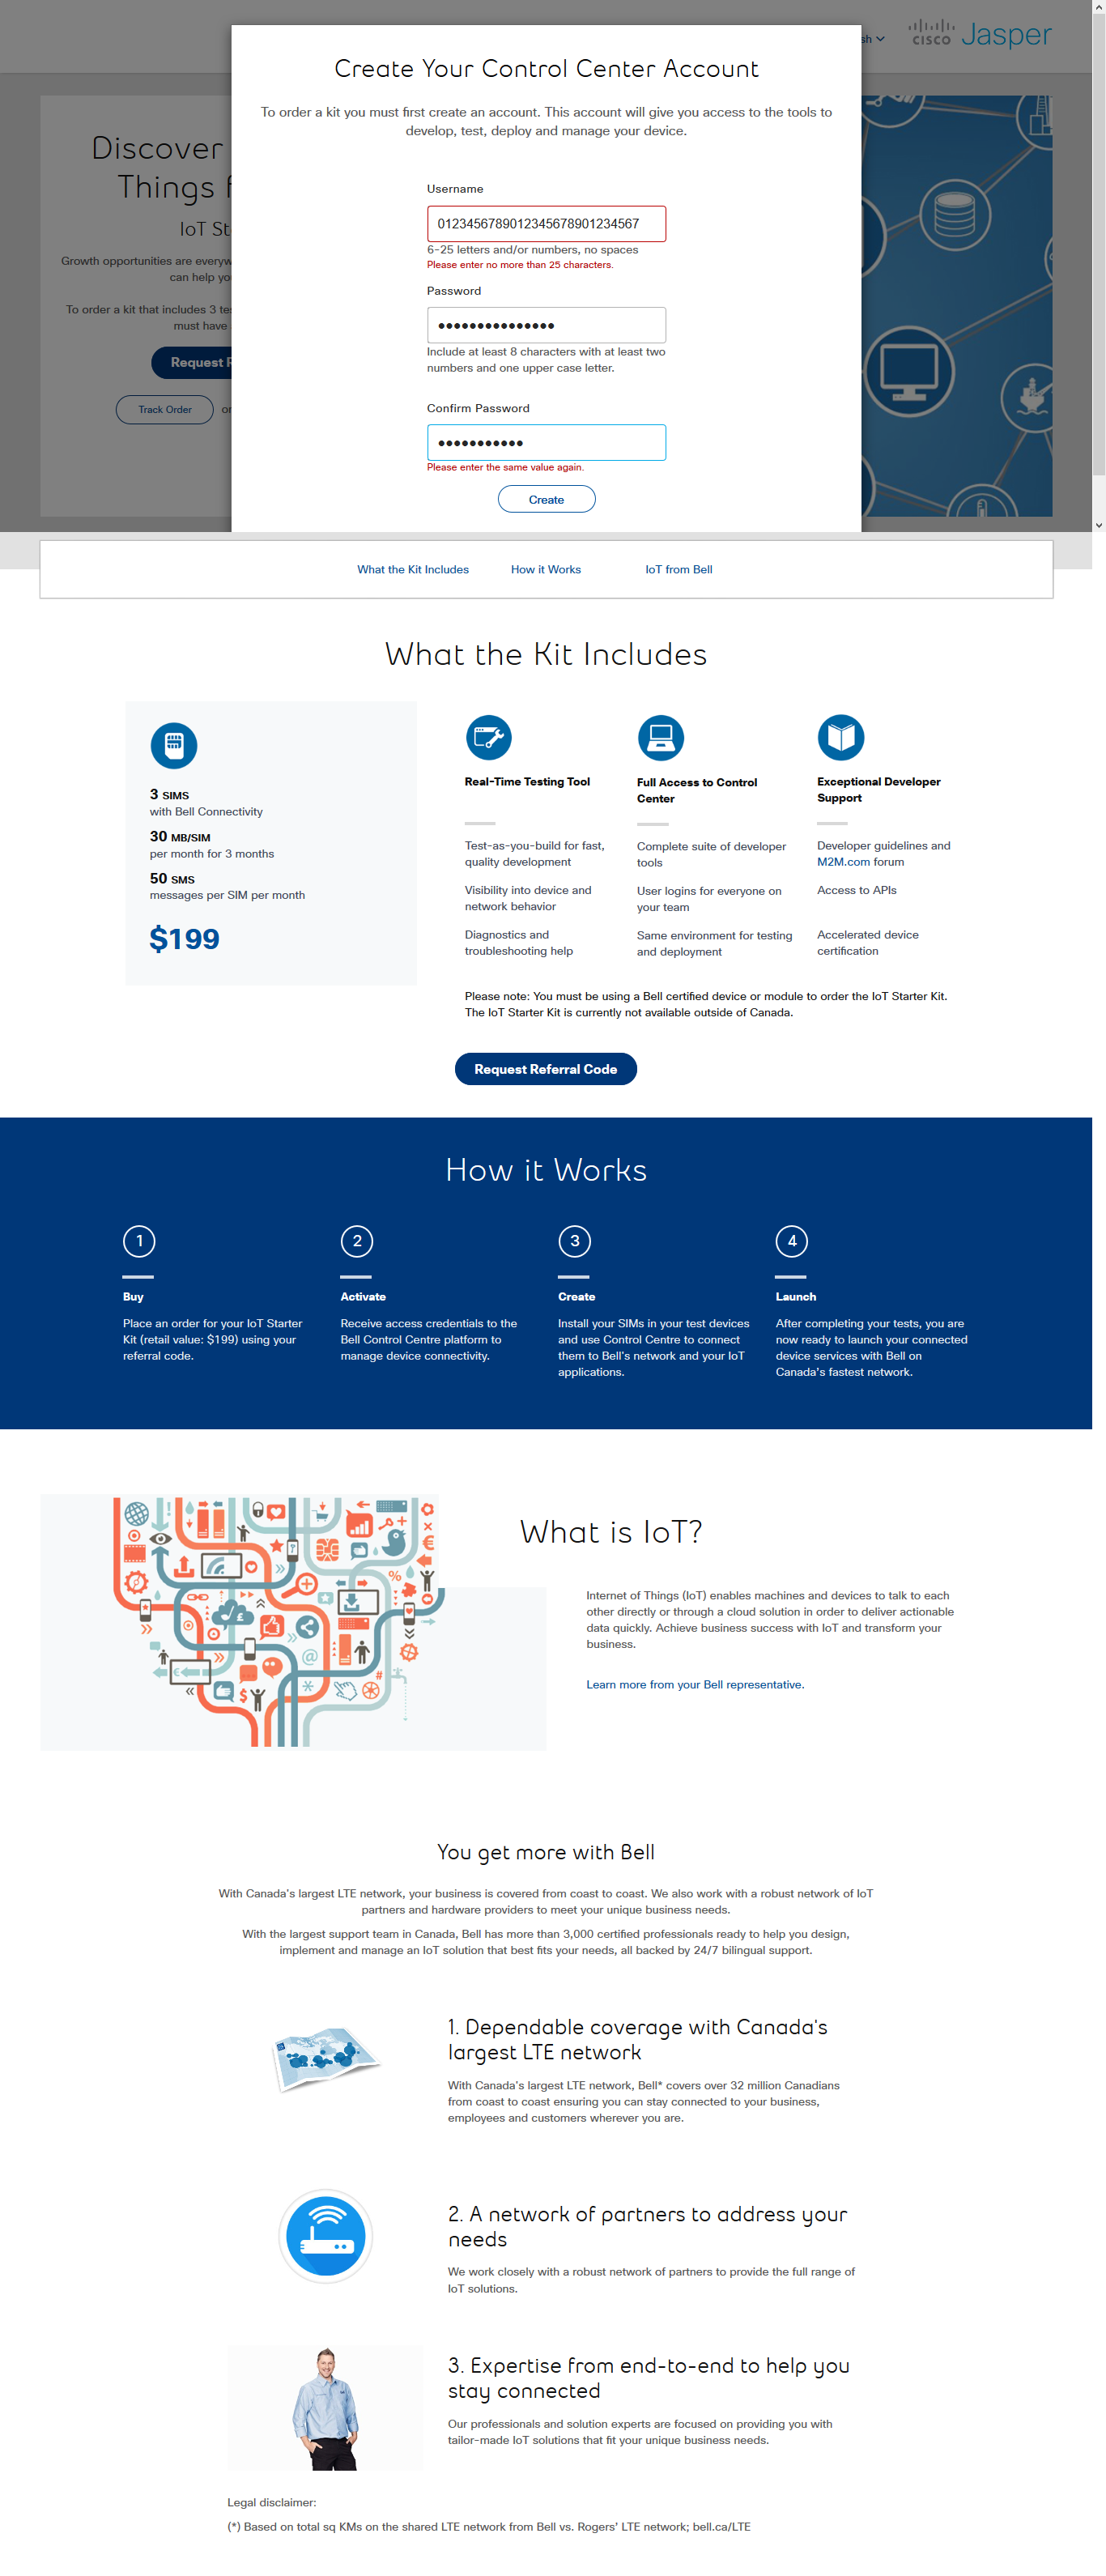 sh
CISCO Jasper
Create Your Control Center Account
To order a kit you must first create an account. This account will give you access to the tools to
develop, test, deploy and manage your device.
Username
0123456789012345678901234567
6-25 letters and/or numbers, no spaces
Please enter no more than 25 characters.
Password
Include at least 8 characters with at least two
numbers and one upper case letter.
Confirm Password
Please enter the same value again.
Create
Discover
Things f
IoT St
Growth opportunities are everyw
can help yo
To order a kit that includes 3 te
must have
Request R
Track Order
or
What the Kit Includes
How it Works
IoT from Bell
What the Kit Includes
3 SIMS
with Bell Connectivity
30 MB/SIM
per month for 3 months
50 SMS
messages per SIM per month
$199
Real-Time Testing Tool
Test-as-you-build for fast,
quality development
Visibility into device and
network behavior
Diagnostics and
troubleshooting help
Full Access to Control
Center
Complete suite of developer
tools
User logins for everyone on
your team
Same environment for testing
and deployment
Exceptional Developer
Support
Developer guidelines and
M2M.com forum
Access to APIs
Accelerated device
certification
Please note: You must be using a Bell certified device or module to order the IoT Starter Kit.
The IoT Starter Kit is currently not available outside of Canada.
Request Referral Code
How it Works
1
Buy
Place an order for your IoT Starter
Kit (retail value: $199) using your
referral code.
2
Activate
Receive access credentials to the
Bell Control Centre platform to
manage device connectivity.
3
Create
Install your SIMs in your test devices
and use Control Centre to connect
them to Bell's network and your IoT
applications.
4
Launch
After completing your tests, you are
now ready to launch your connected
device services with Bell on
Canada's fastest network.
What is IoT?
Internet of Things (IoT) enables machines and devices to talk to each
other directly or through a cloud solution in order to deliver actionable
data quickly. Achieve business success with IoT and transform your
business.
Learn more from your Bell representative.
You get more with Bell
With Canada's largest LTE network, your business is covered from coast to coast. We also work with a robust network of IoT
partners and hardware providers to meet your unique business needs.
With the largest support team in Canada, Bell has more than 3,000 certified professionals ready to help you design,
implement and manage an IoT solution that best fits your needs, all backed by 24/7 bilingual support.
1. Dependable coverage with Canada's
largest LTE network
With Canada's largest LTE network, Bell* covers over 32 million Canadians
from coast to coast ensuring you can stay connected to your business,
employees and customers wherever you are.
2. A network of partners to address your
needs
We work closely with a robust network of partners to provide the full range of
IoT solutions.
3. Expertise from end-to-end to help you
stay connected
Our professionals and solution experts are focused on providing you with
tailor-made IoT solutions that fit your unique business needs.
Legal disclaimer:
(*) Based on total sq KMs on the shared LTE network from Bell vs. Rogers' LTE network; bell.ca/LTE